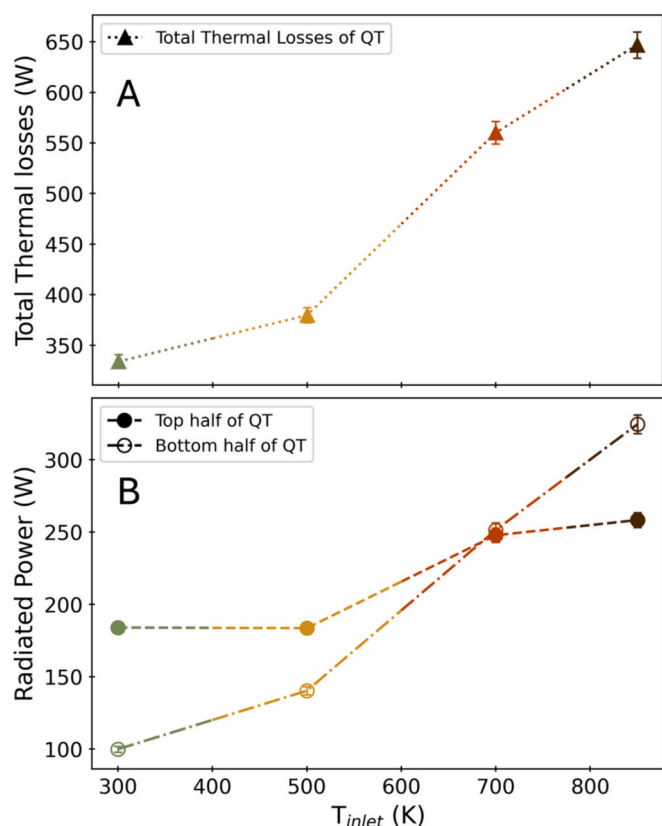 Total Thermal Losses of QT
A
Total Thermal losses (W)
650
600
550
500
450
400
350
Top half of QT
Bottom half of QT
B
Radiated Power (W)
300
250
200
150
100
300 400 500 600 700 800
T_inlet (K)